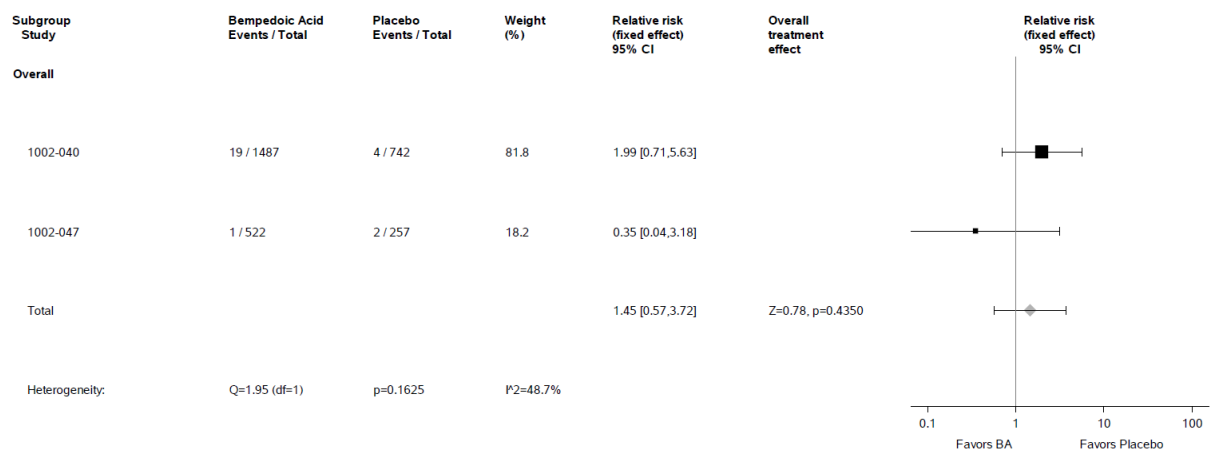 Subgroup Bempedoic Acid Placebo Weight Relative risk Overall Relative risk
Study Events / Total Events / Total (%) (fixed effect) treatment (fixed effect)
95% CI effect 95% CI
Overall
1002-040 19 / 1487 4 / 742 81.8 1.99 [0.71,5.63]
1002-047 1 / 522 2 / 257 18.2 0.35 [0.04,3.18]
Total 1.45 [0.57,3.72] Z=0.78, p=0.4350
Heterogeneity: Q=1.95 (df=1) p=0.1625 I^2=48.7%
0.1 1 10 100
Favors BA Favors Placebo